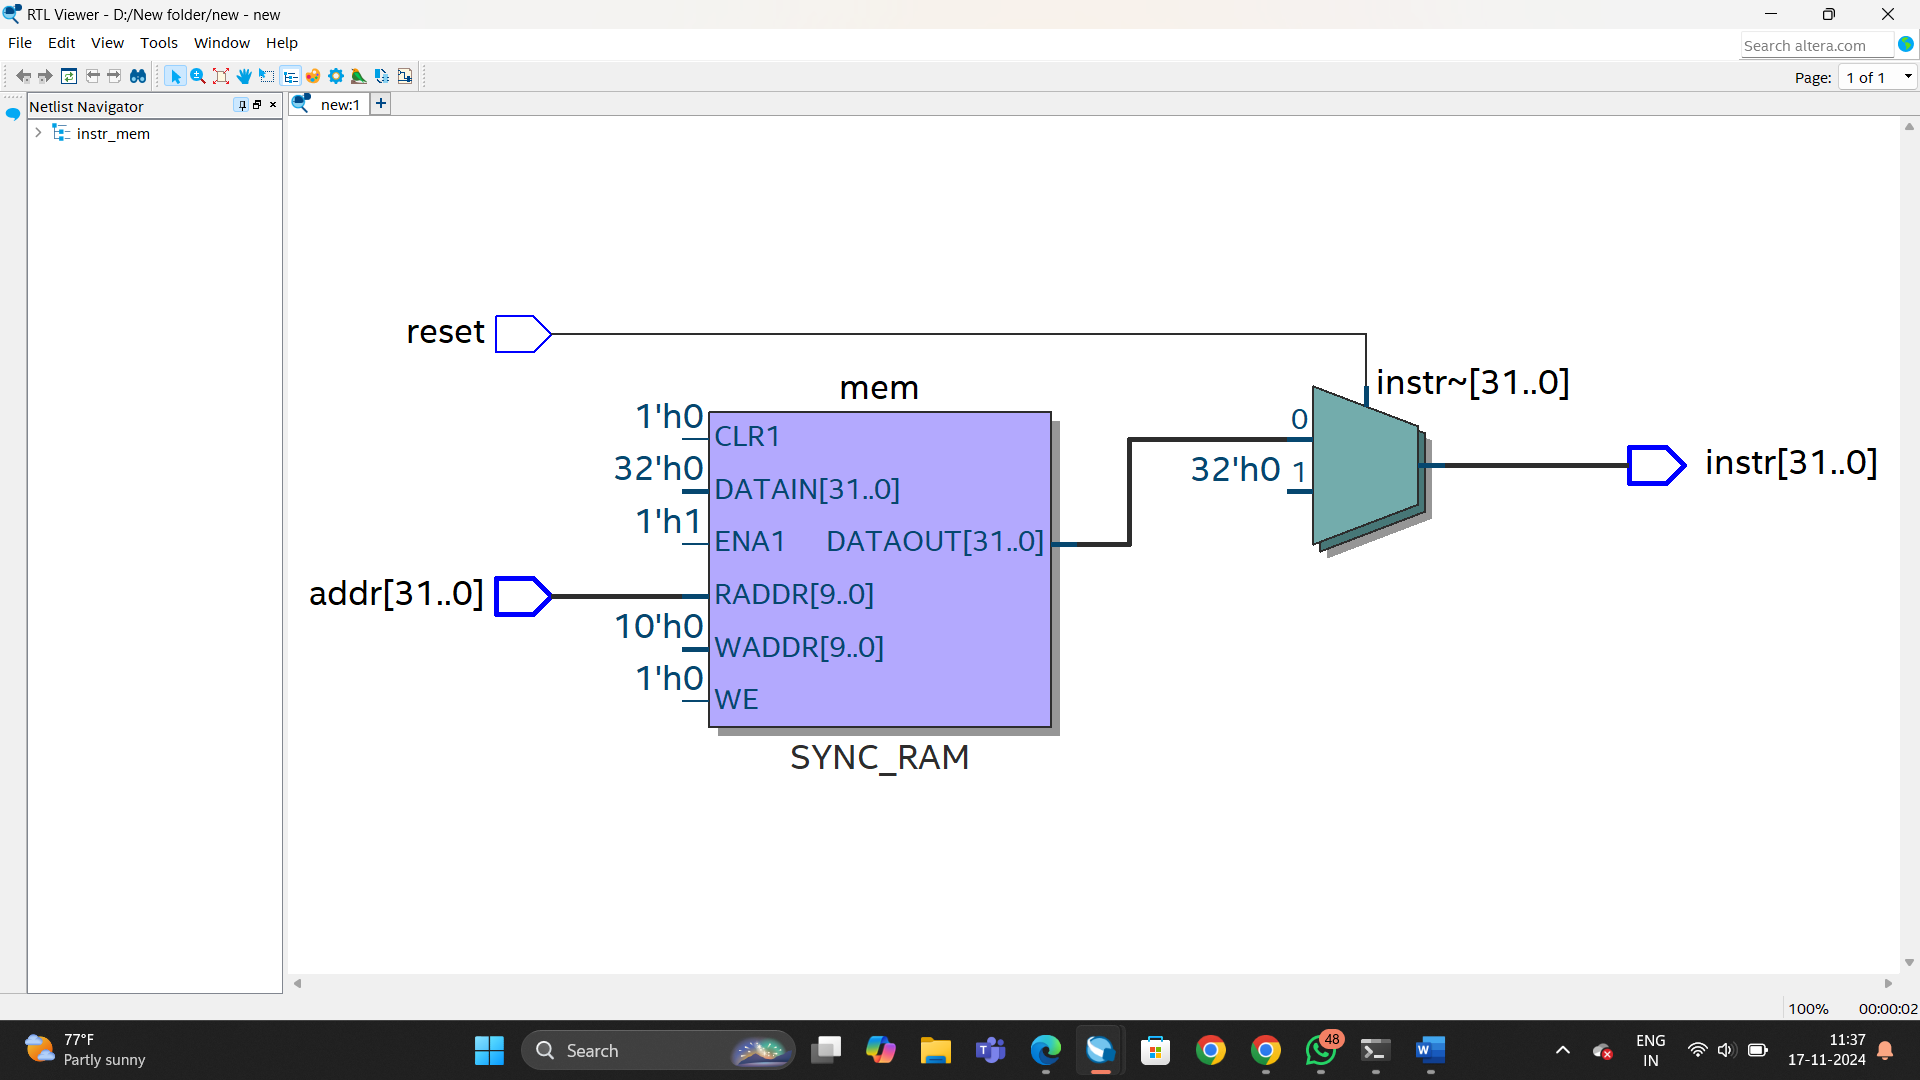 RTL Viewer - D:/New folder/new - new
File Edit View Tools Window Help
Search altera.com
Page: 1 of 1
Netlist Navigator
new:1
instr_mem
reset
mem
instr~[31..0]
1'h0
CLR1
0
32'h0
DATAIN[31..0]
32'h0
1
instr[31..0]
1'h1
ENA1
DATAOUT[31..0]
addr[31..0]
RADDR[9..0]
10'h0
WADDR[9..0]
1'h0
WE
SYNC_RAM
100%
00:00:02
77°F
Partly sunny
Search
48
ENG
IN
11:37
17-11-2024